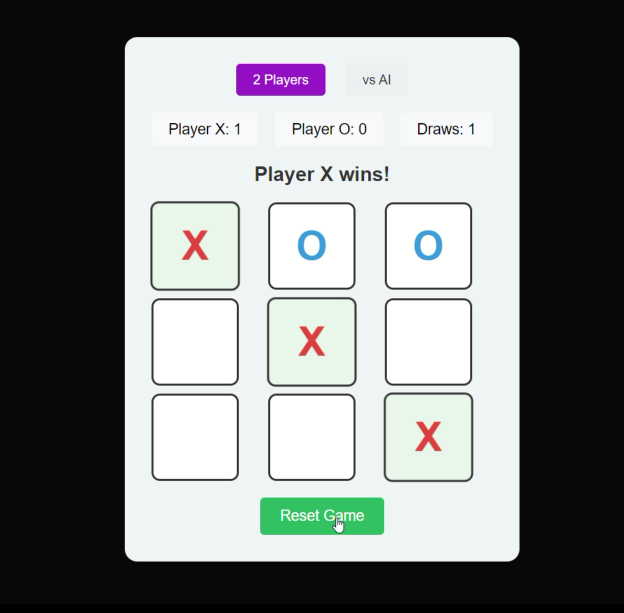 2 Players vs AI
Player X: 1 Player O: 0 Draws: 1
Player X wins!
X O O
X
X
Reset Game